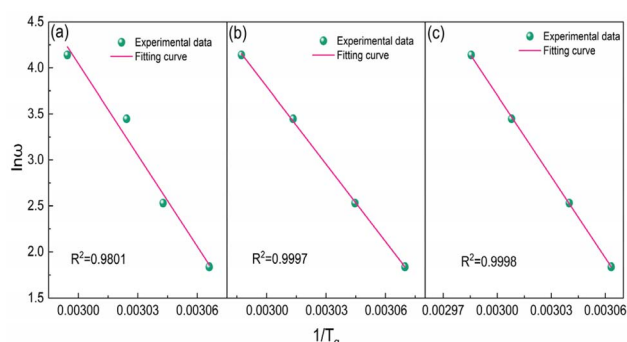 (a)
Experimental data
Fitting curve
R²=0.9801
(b)
Experimental data
Fitting curve
R²=0.9997
(c)
Experimental data
Fitting curve
R²=0.9998
4.5
4.0
3.5
3.0
2.5
2.0
1.5
lnω
0.00300 0.00303 0.00306
0.00300 0.00303 0.00306
0.00297 0.00300 0.00303 0.00306